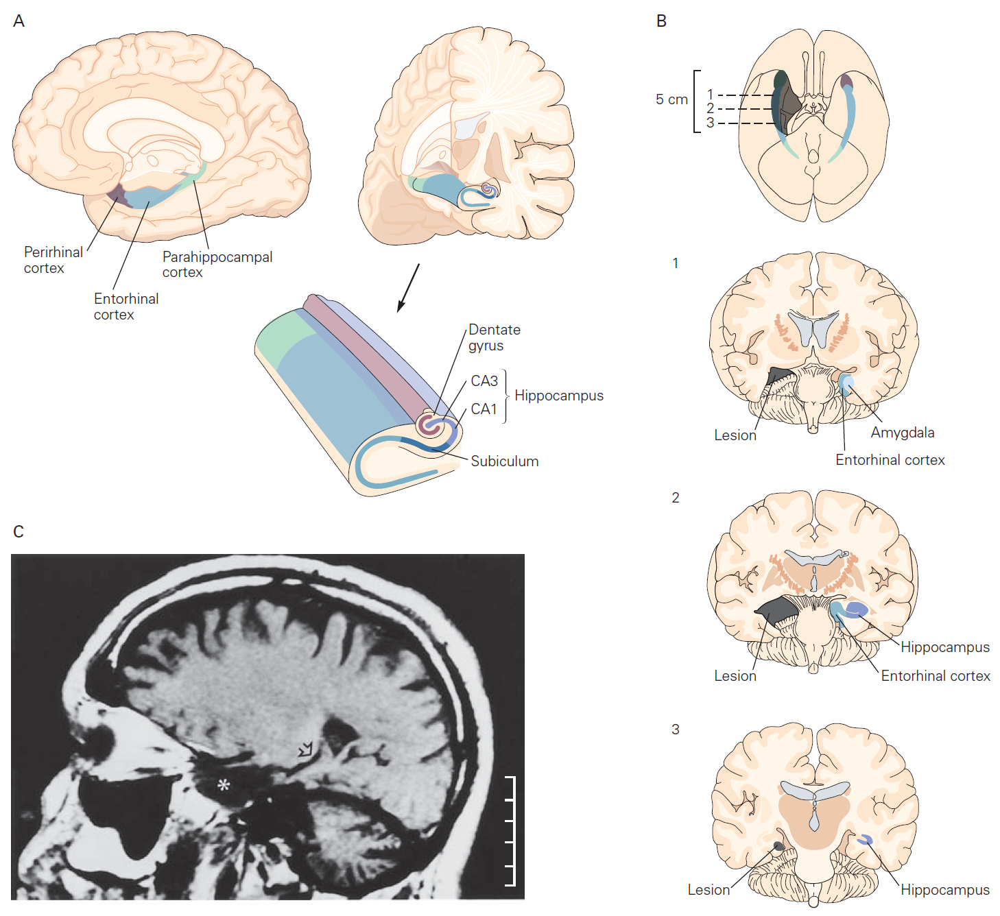 A
Perirhinal
cortex
Entorhinal
cortex
Parahippocampal
cortex
Dentate
gyrus
CA3
CA1
Hippocampus
Subiculum
B
5 cm
1
2
3
1
Lesion
Amygdala
Entorhinal cortex
2
Hippocampus
Lesion
Entorhinal cortex
3
Lesion
Hippocampus
C
*